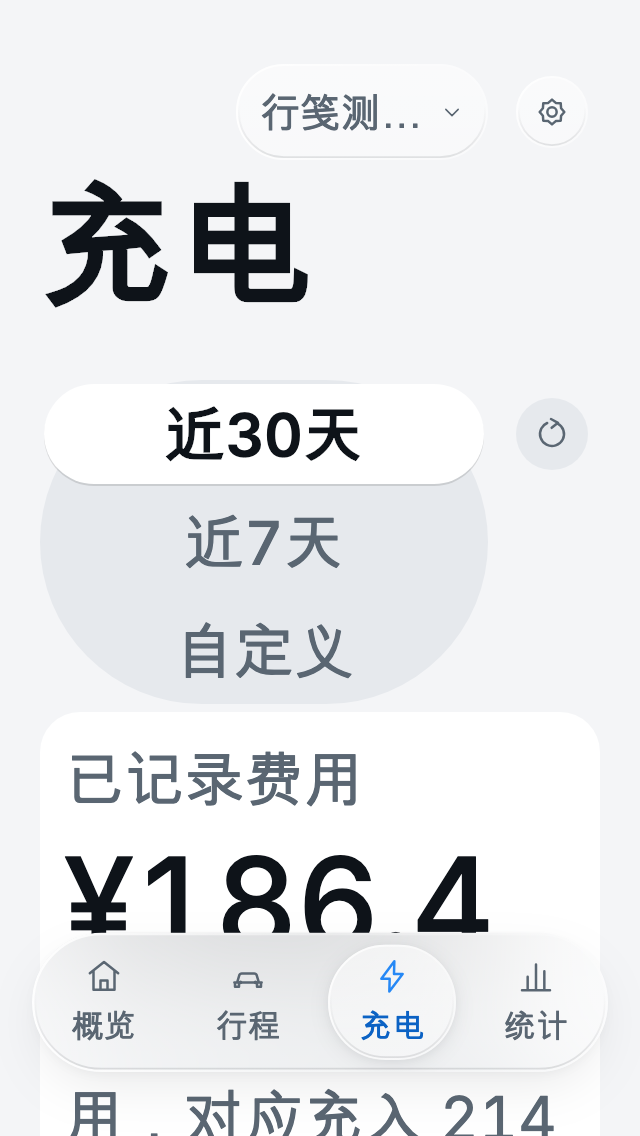 行笺测...
充电
近30天
近7天
自定义
已记录费用
¥186.4
概览
行程
充电
统计
用，对应充入 214